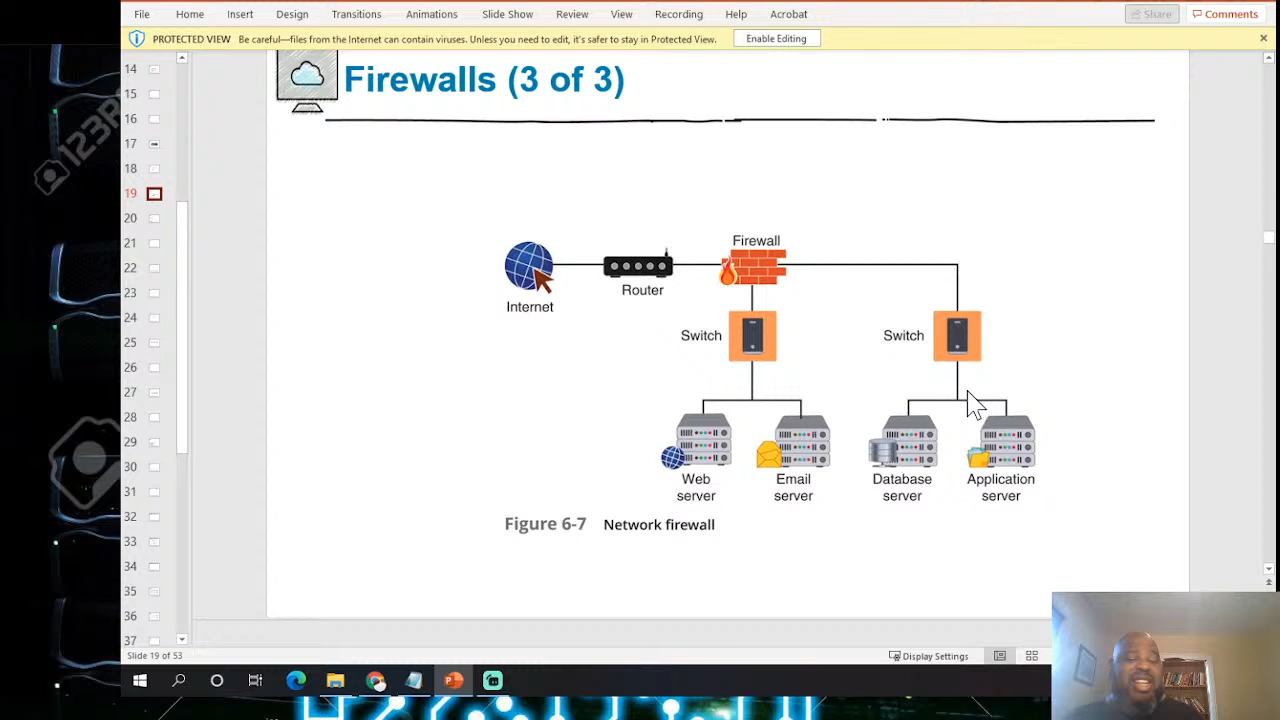 File Home Insert Design Transitions Animations Slide Show Review View Recording Help Acrobat Share Comments
PROTECTED VIEW Be careful—files from the Internet can contain viruses. Unless you need to edit, it's safer to stay in Protected View. Enable Editing
Firewalls (3 of 3)
14
15
16
17
18
19
20
21
22
23
24
25
26
27
28
29
30
31
32
33
34
35
36
37
Firewall
Router
Internet
Switch
Switch
Web
server
Email
server
Database
server
Application
server
Figure 6-7 Network firewall
Slide 19 of 53
Display Settings